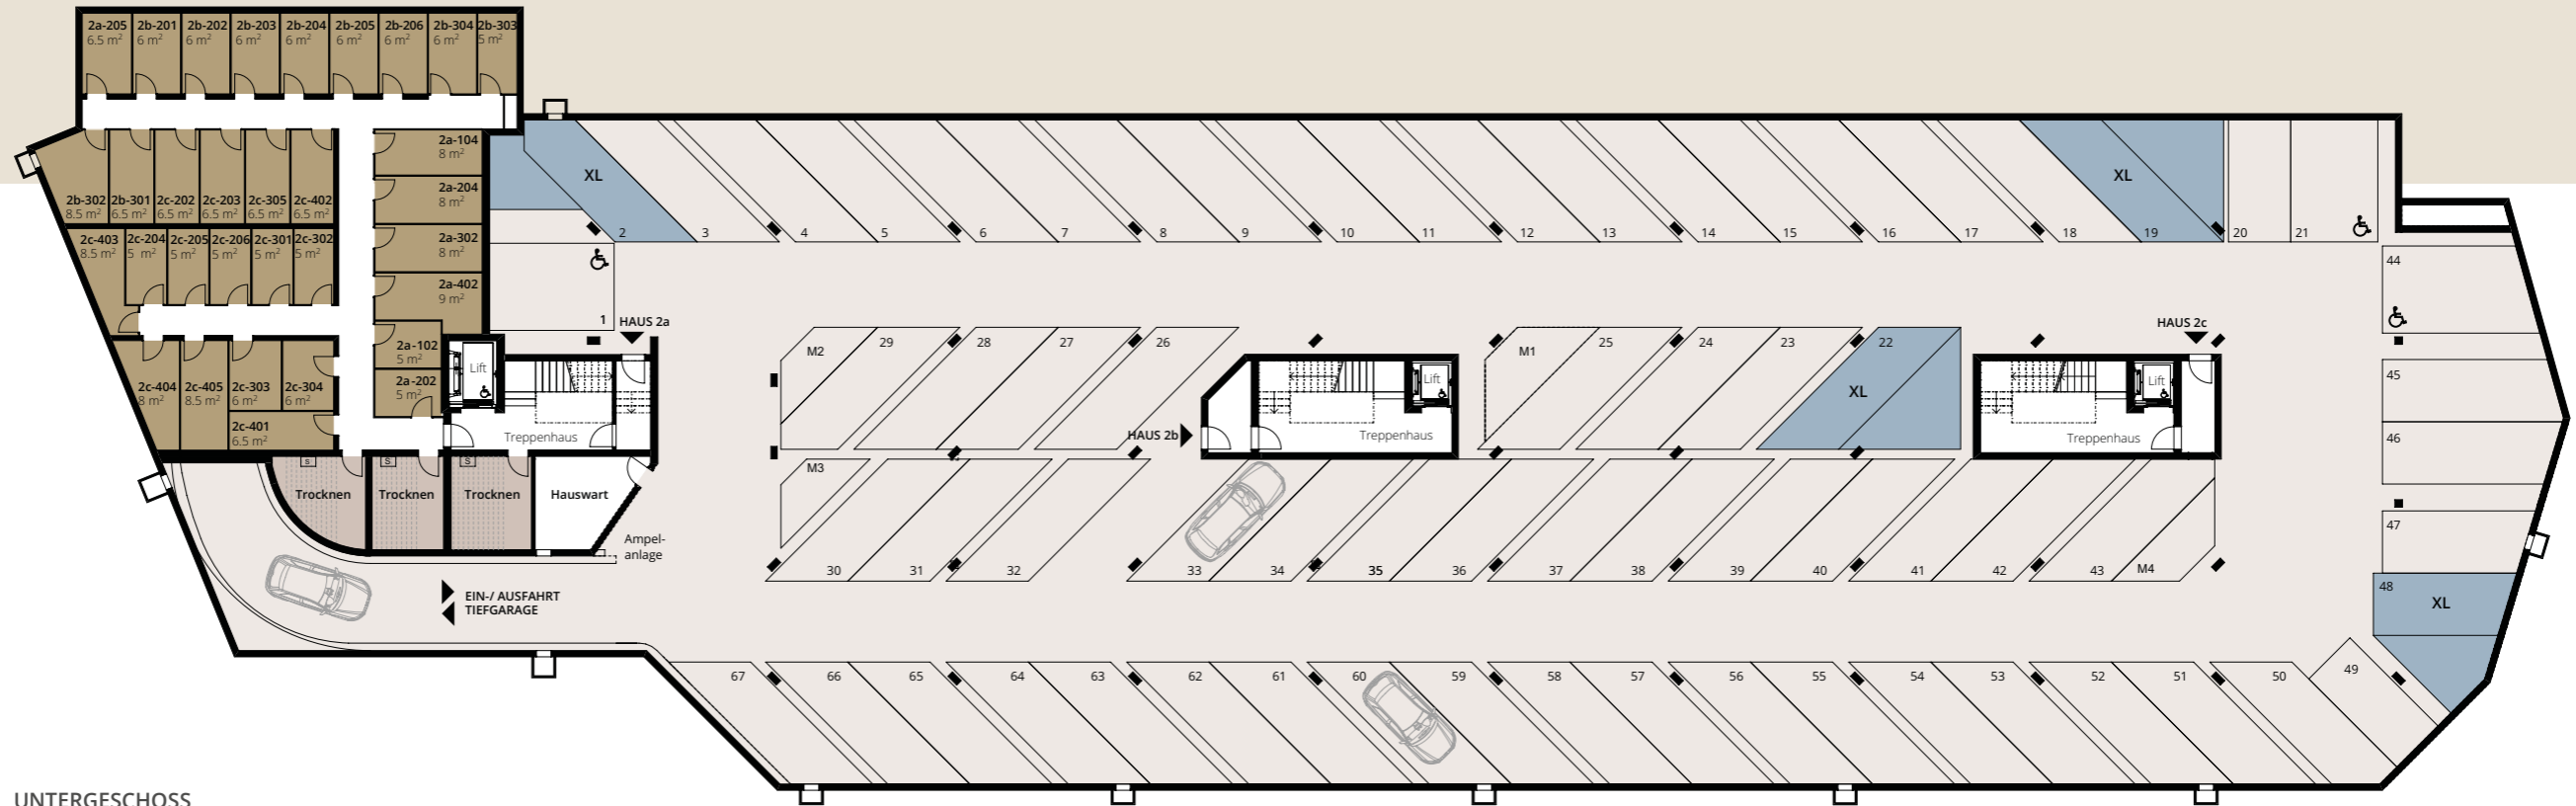 2a-205 2b-201 2b-202 2b-203 2b-204 2b-205 2b-206 2b-304 2b-303
6.5 m² 6 m² 6 m² 6 m² 6 m² 6 m² 6 m² 6 m² 5 m²
2a-104
8 m²
2a-204
8 m²
2b-302 2b-301 2c-202 2c-203 2c-305 2c-402
8.5 m² 6.5 m² 6.5 m² 6.5 m² 6.5 m² 6.5 m²
2a-302
8 m²
2c-403 2c-204 2c-205 2c-206 2c-301 2c-302
8.5 m² 5 m² 5 m² 5 m² 5 m² 5 m²
2a-402
9 m²
2a-102
5 m²
2a-202
5 m²
2c-404 2c-405 2c-303 2c-304
8 m² 8.5 m² 6 m² 6 m²
2c-401
6.5 m²
Lift
Treppenhaus
S S S
Trocknen Trocknen Trocknen Hauswart
Ampel-
anlage
EIN-/ AUSFAHRT
TIEFGARAGE
XL XL
2 3 4 5 6 7 8 9 10 11 12 13 14 15 16 17 18 19 20 21
1 HAUS 2a
HAUS 2c
44
45
46
47
48
XL
49
M2 29 28 27 26
M1 25 24 23 22
XL
HAUS 2b
Lift
Treppenhaus
Lift
Treppenhaus
M3
30 31 32 33 34 35 36 37 38 39 40 41 42 43 M4
67 66 65 64 63 62 61 60 59 58 57 56 55 54 53 52 51 50
UNTERGESCHOSS